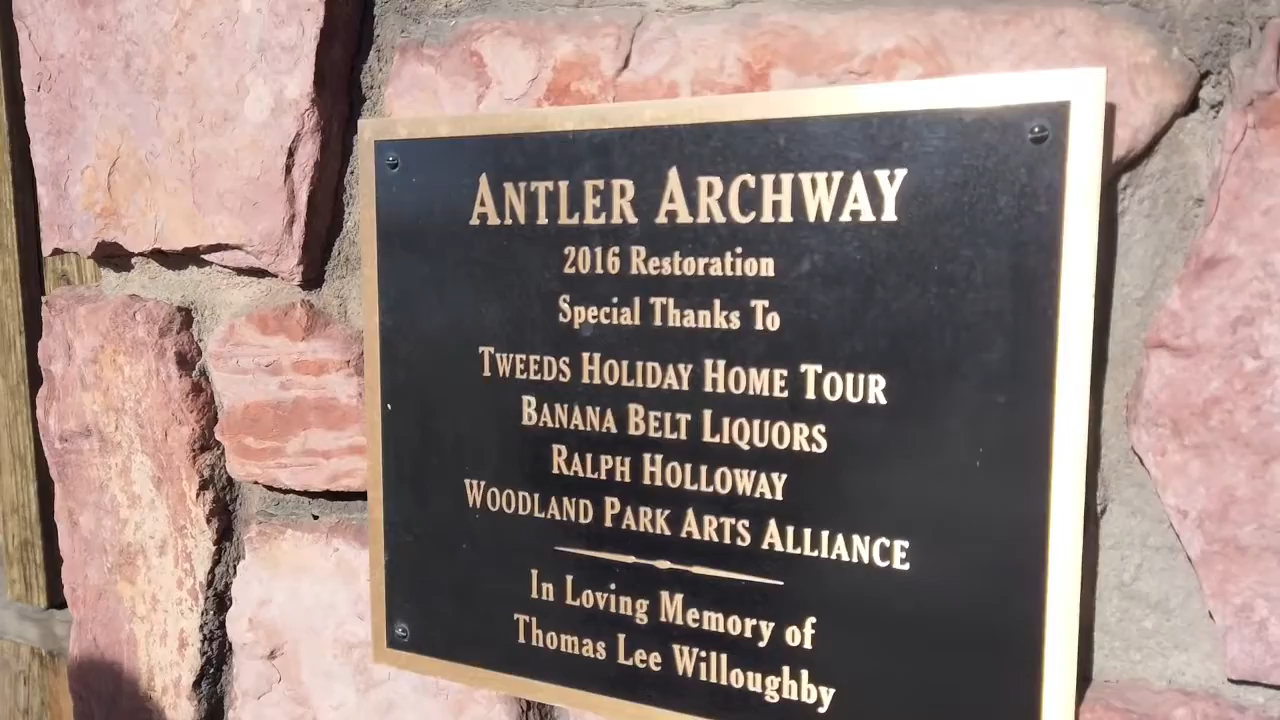 ANTLER ARCHWAY
2016 Restoration
Special Thanks To
TWEEDS HOLIDAY HOME TOUR
BANANA BELT LIQUORS
RALPH HOLLOWAY
WOODLAND PARK ARTS ALLIANCE
In Loving Memory of
Thomas Lee Willoughby